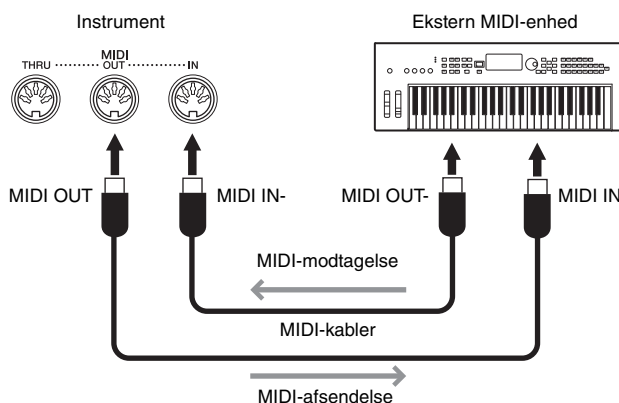 Instrument
Ekstern MIDI-enhed
MIDI
THRU OUT IN
MIDI OUT
MIDI IN-
MIDI OUT-
MIDI IN
MIDI-modtagelse
MIDI-kabler
MIDI-afsendelse